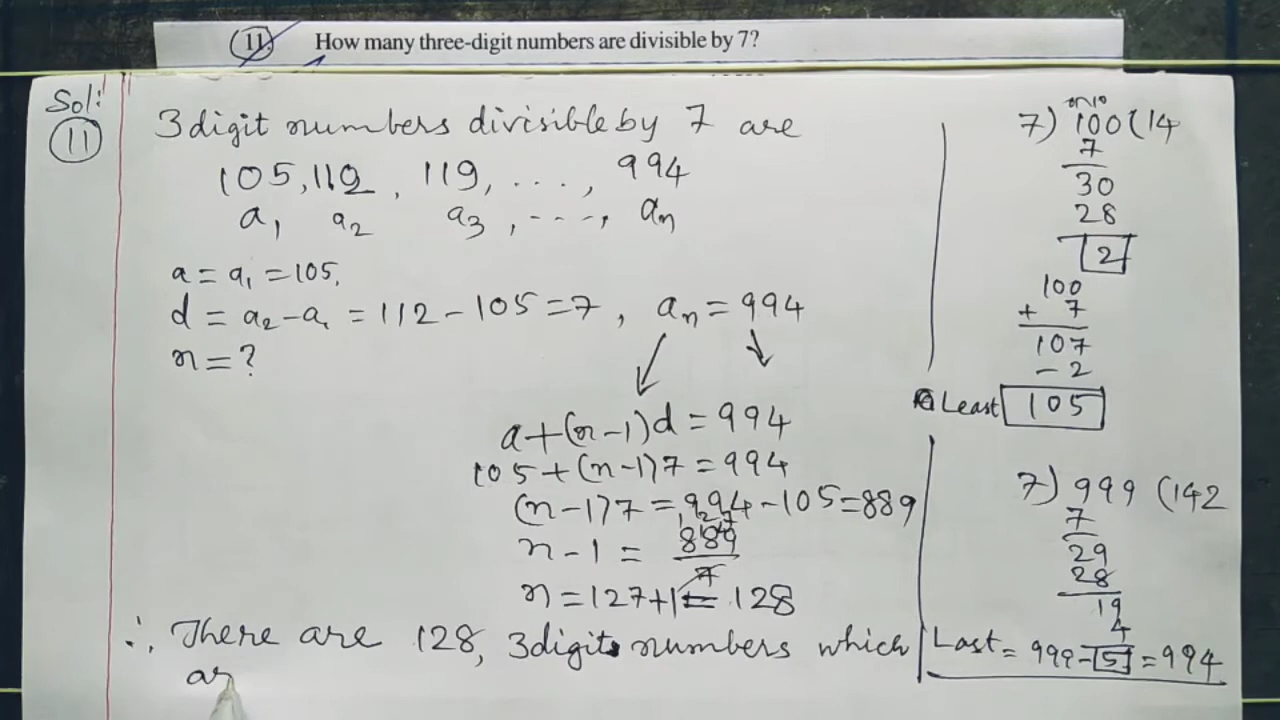 11. How many three-digit numbers are divisible by 7?
Sol:
11
3 digit numbers divisible by 7 are
105, 112, 119, ...., 994
a₁ a₂ a₃, ----, aₙ
a = a₁ = 105,
d = a₂-a₁ = 112 - 105 = 7, aₙ = 994
n = ?
a+(n-1)d = 994
105+(n-1)7 = 994
(n-1)7 = 994-105=889
127
n-1 = 889
7
n = 127+1 = 128
∴ There are 128, 3 digit numbers which
ar
7) 100 (14
7
30
28
2
100
+ 7
107
- 2
Least 105
7) 999 (142
7
29
28
19
4
Last = 999-5 = 994